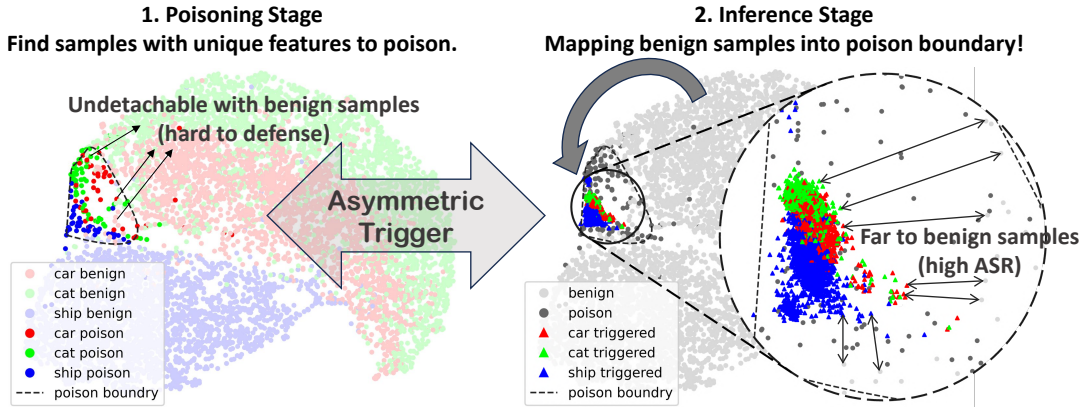 1. Poisoning Stage
Find samples with unique features to poison.
2. Inference Stage
Mapping benign samples into poison boundary!
Undetachable with benign samples
(hard to defense)
Asymmetric
Trigger
Far to benign samples
(high ASR)
car benign
cat benign
ship benign
car poison
cat poison
ship poison
poison boundry
benign
poison
car triggered
cat triggered
ship triggered
poison boundry